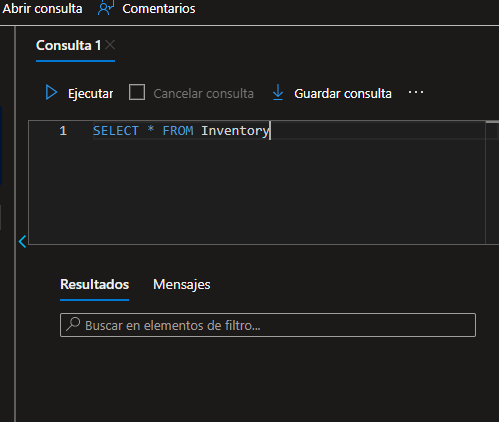 Abrir consulta Comentarios
Consulta 1
Ejecutar Cancelar consulta Guardar consulta ...
1 SELECT * FROM Inventory
Resultados Mensajes
Buscar en elementos de filtro...